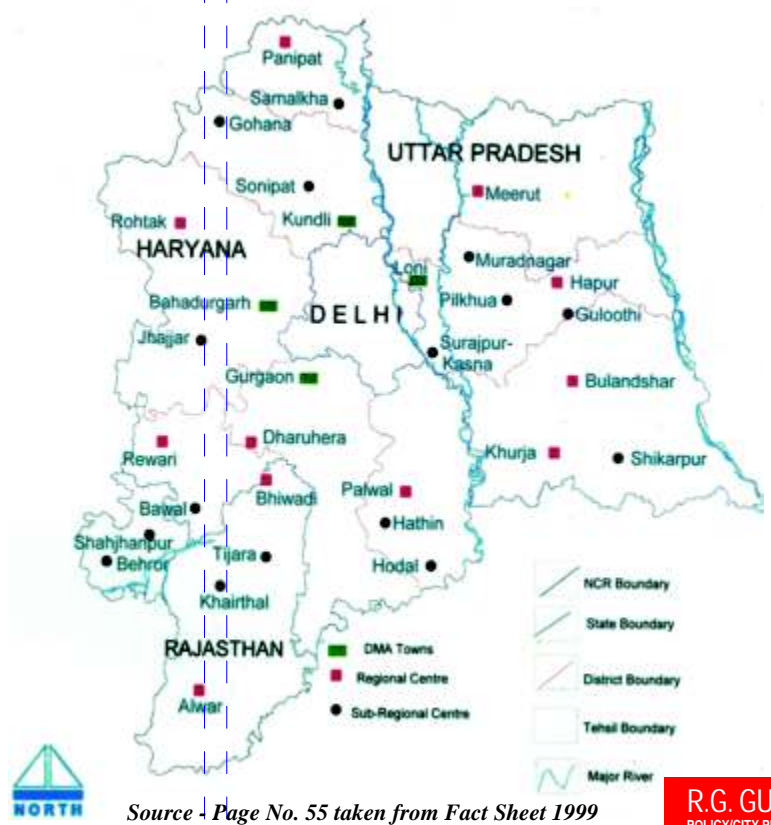 Panipat
Samalkha
Gohana
UTTAR PRADESH
Sonipat
Meerut
Rohtak
Kundli
HARYANA
Muradnagar
Loni
Hapur
Bahadurgarh
Pilkhua
DELHI
Guloothi
Jhajjar
Surajpur-
Kasna
Gurgaon
Bulandshar
Dharuhera
Rewari
Khurja
Shikarpur
Bhiwadi
Palwal
Bawal
Hathin
Shahjhanpur
Tijara
Behror
Hodal
Khairthal
NCR Boundary
State Boundary
RAJASTHAN
DMA Towns
Regional Centre
District Boundary
Alwar
Sub-Regional Centre
Tehsil Boundary
Major River
NORTH
Source - Page No. 55 taken from Fact Sheet 1999
R.G. GU